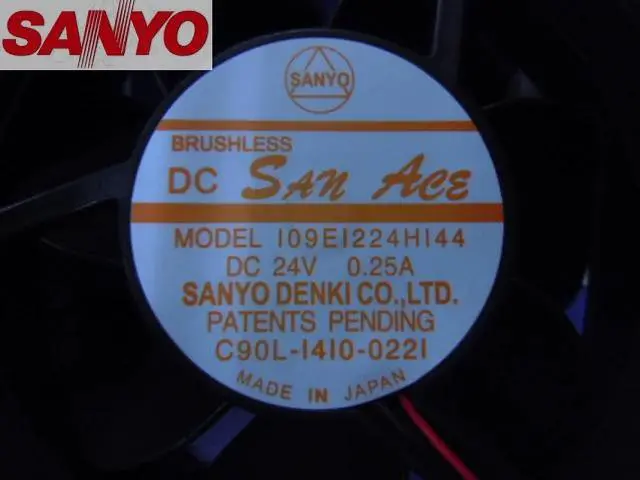 SANYO
SANYO
BRUSHLESS
DC SAN ACE
MODEL 109E1224H144
DC 24V 0.25A
SANYO DENKI CO.,LTD.
PATENTS PENDING
C90L-1410-0221
MADE IN JAPAN